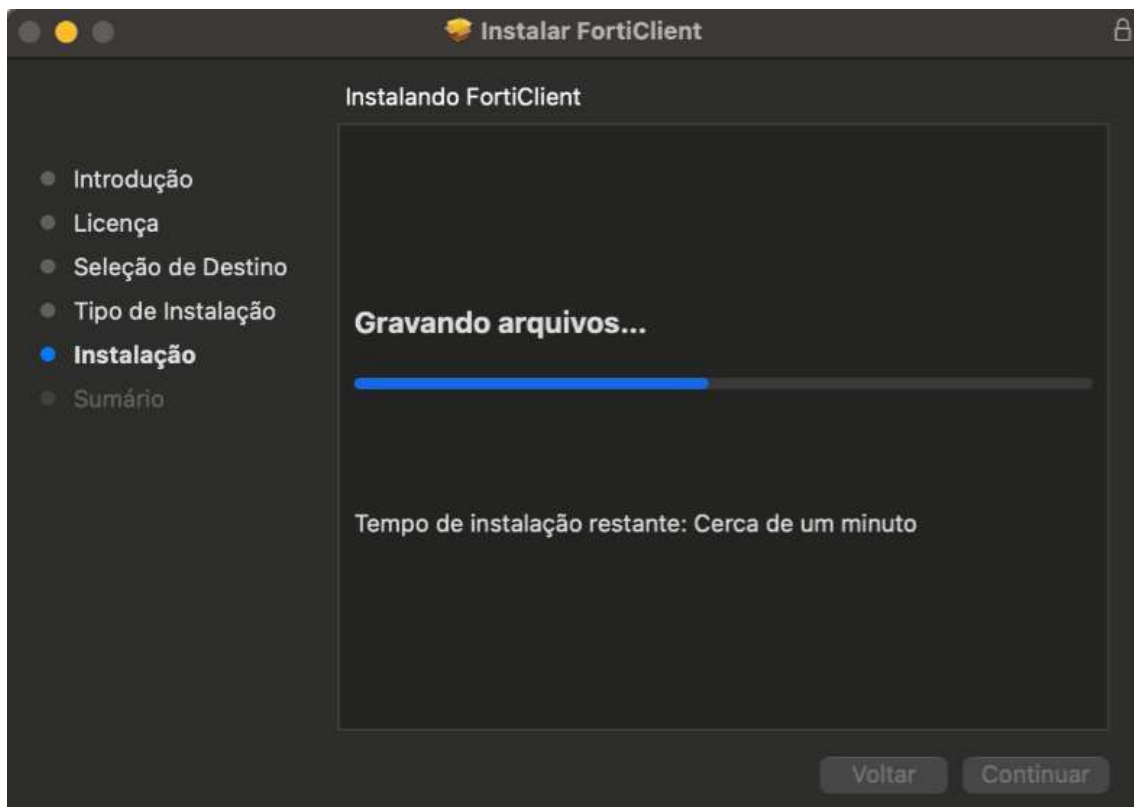 Instalar FortiClient
Instalando FortiClient
Introdução
Licença
Seleção de Destino
Tipo de Instalação
Instalação
Sumário
Gravando arquivos...
Tempo de instalação restante: Cerca de um minuto
Voltar
Continuar